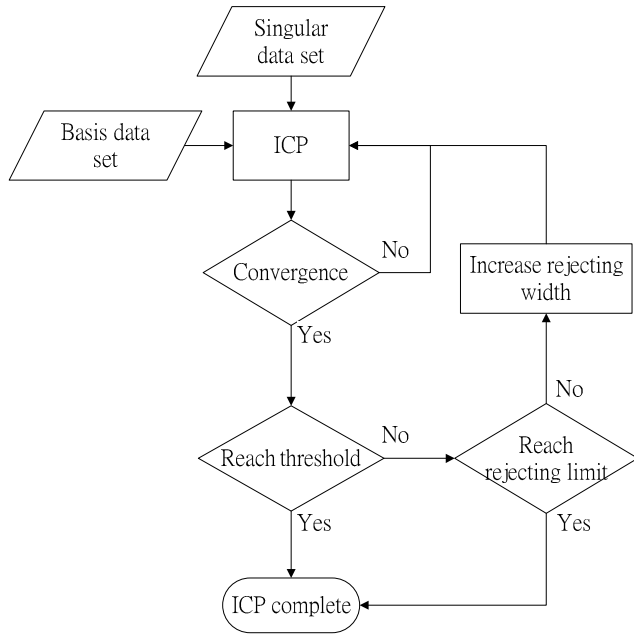 Singular
data set
Basis data
set
ICP
No
Convergence
Increase rejecting
width
Yes
No
No
Reach threshold
Reach
rejecting limit
Yes
Yes
ICP complete